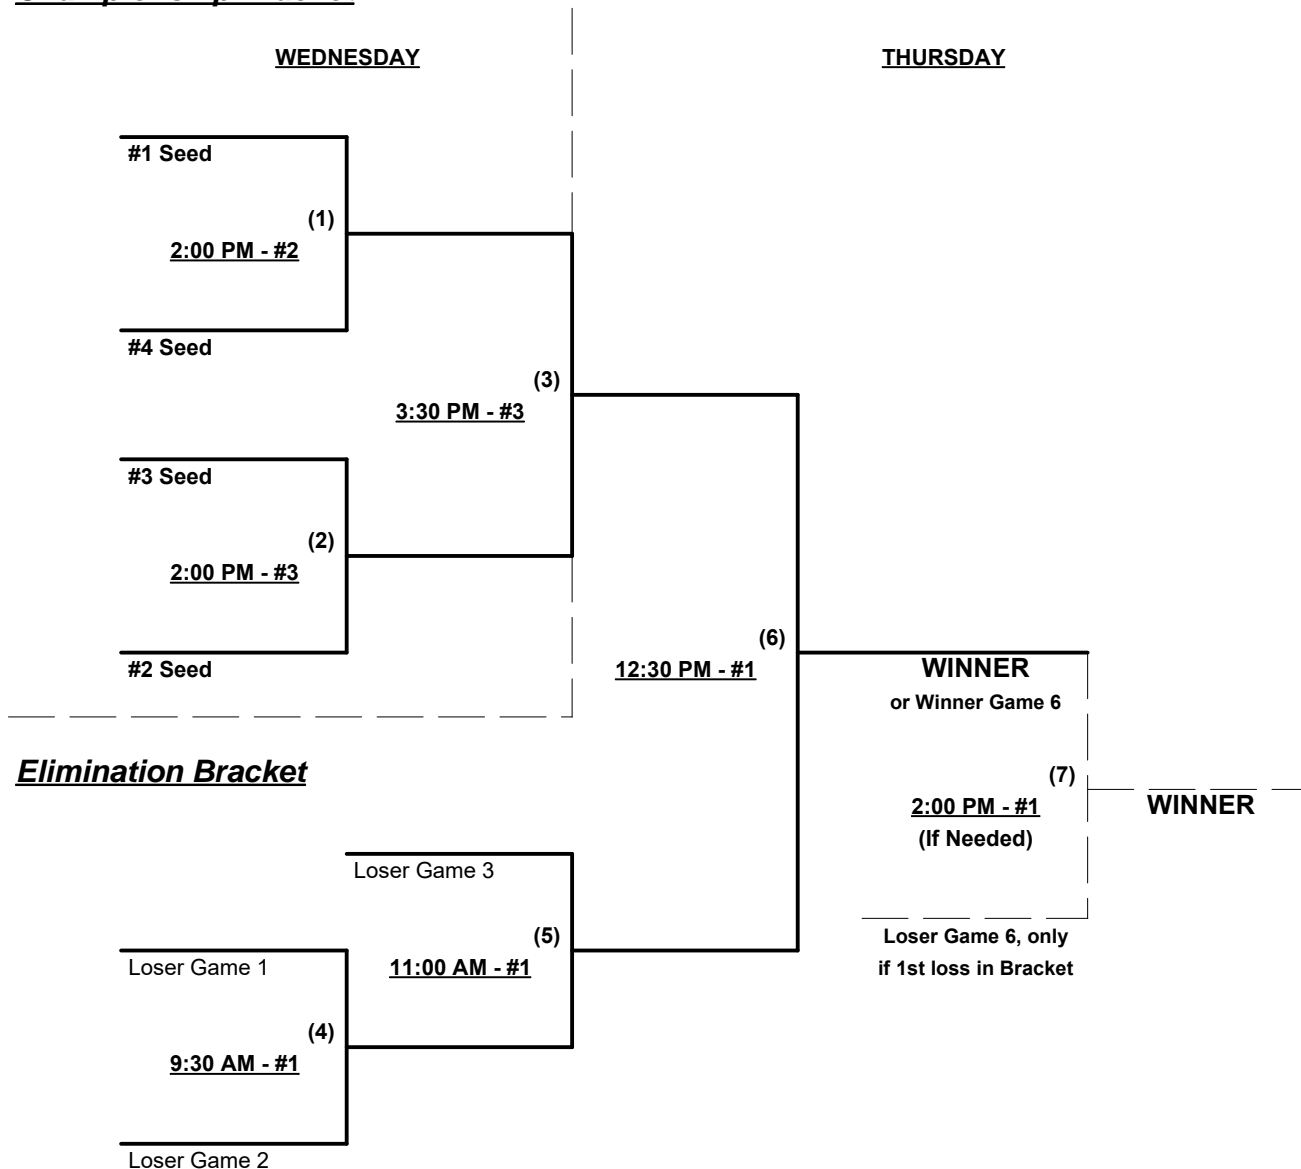 WEDNESDAY
THURSDAY
#1 Seed
(1)
2:00 PM - #2
#4 Seed
(3)
3:30 PM - #3
#3 Seed
(2)
2:00 PM - #3
#2 Seed
(6)
12:30 PM - #1
WINNER
or Winner Game 6
Elimination Bracket
(7)
2:00 PM - #1
WINNER
(If Needed)
Loser Game 3
(5)
11:00 AM - #1
Loser Game 6, only
if 1st loss in Bracket
Loser Game 1
(4)
9:30 AM - #1
Loser Game 2